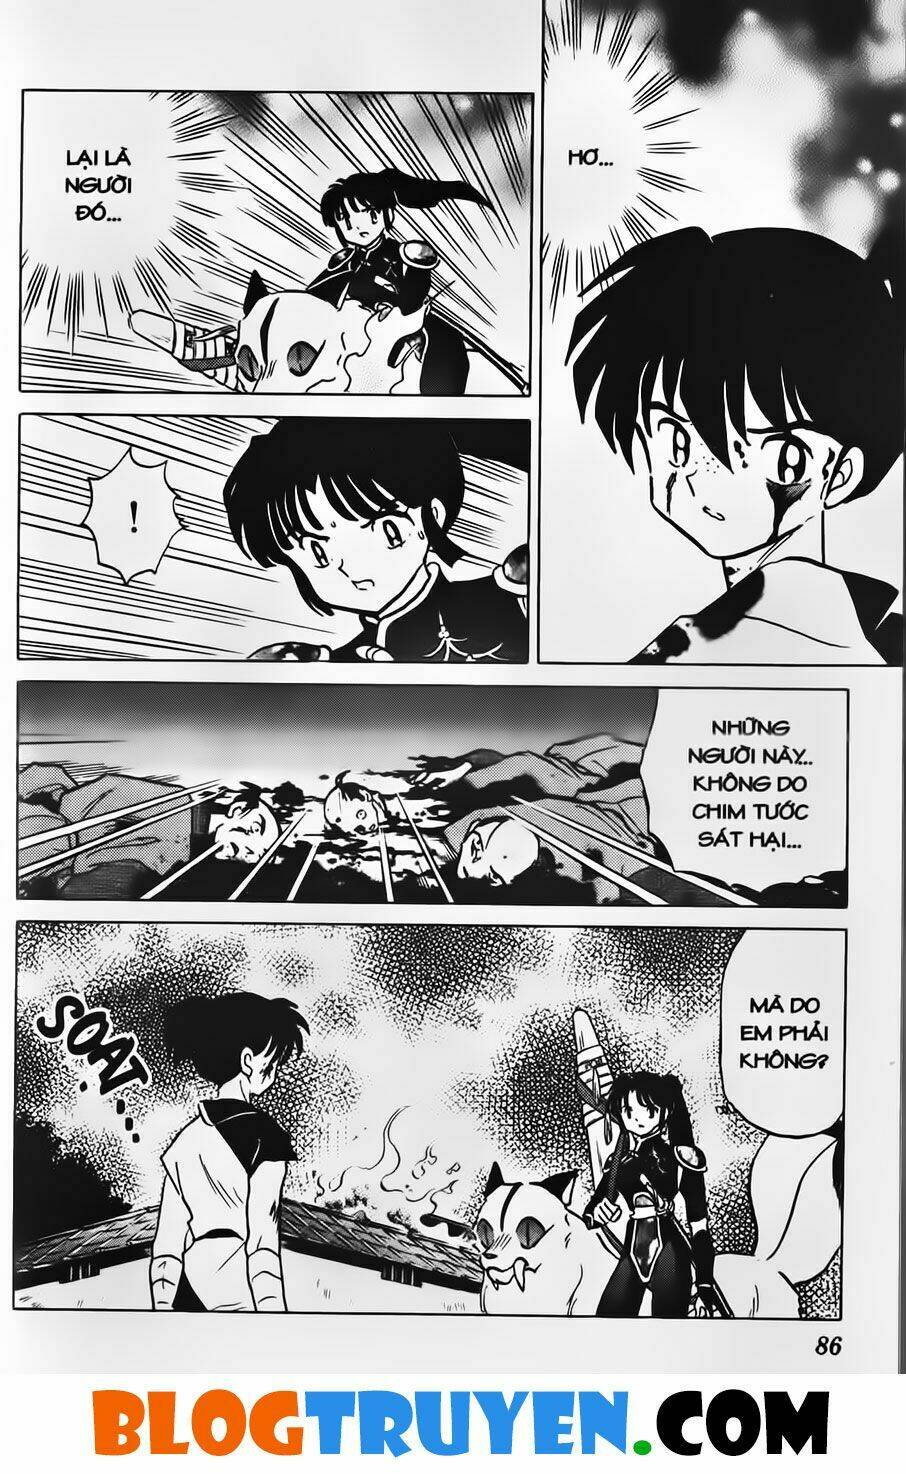 HƠ...
LẠI LÀ
NGƯỜI
ĐÓ...
!
NHỮNG
NGƯỜI NÀY...
KHÔNG DO
CHIM TƯỚC
SÁT HẠI...
MÀ DO
EM PHẢI
KHÔNG?
SOẠT...
86
BLOGTRUYEN.COM